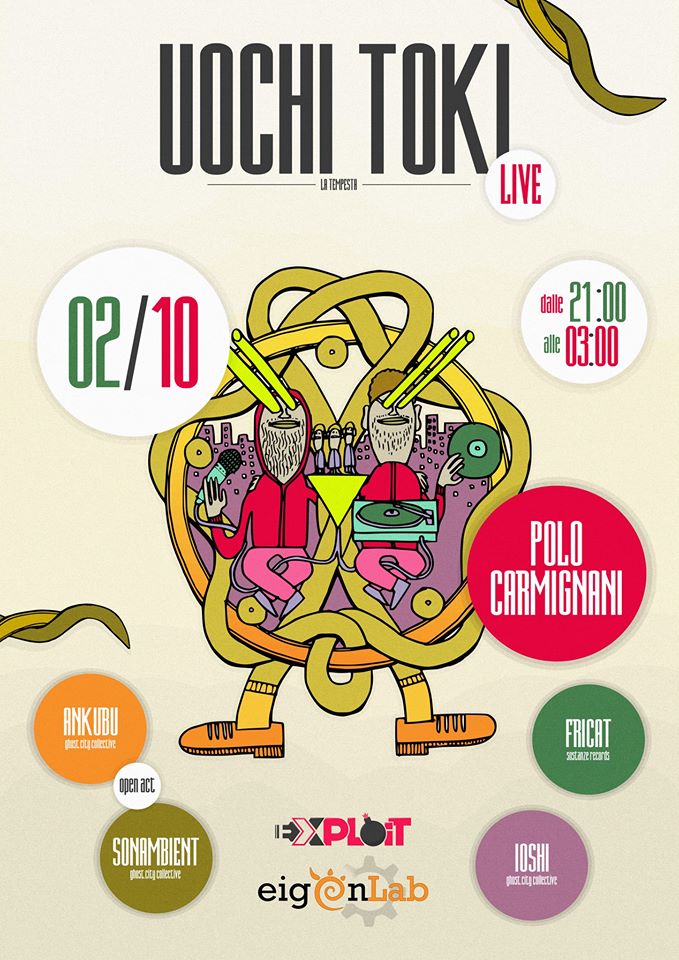 UOCHI TOKI
LA TEMPESTA
LIVE
02/10
dalle 21:00
alle 03:00
POLO
CARMIGNANI
ANKUBU
ghost city collective
open act
SONAMBIENT
ghost city collective
FRICAT
sustanze records
IOSHI
ghost city collective
EXPLOIT
eigenLab